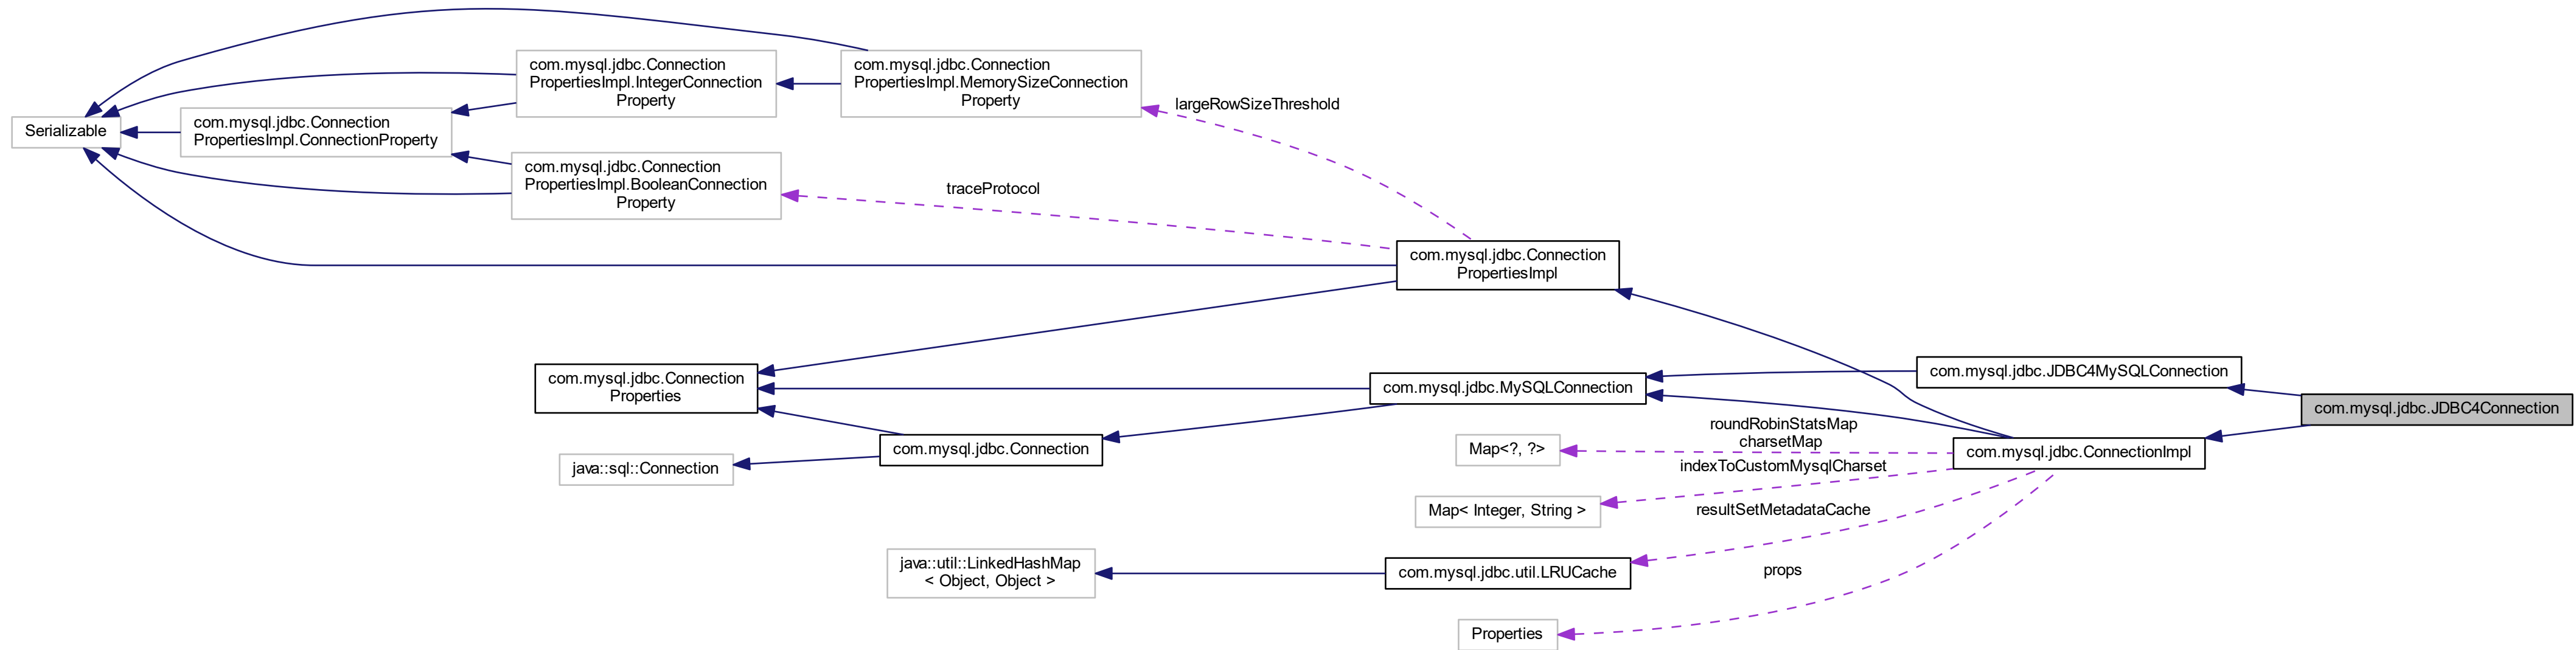 com.mysql.jdbc.Connection
PropertiesImpl.IntegerConnection
Property
com.mysql.jdbc.Connection
PropertiesImpl.MemorySizeConnection
Property
largeRowSizeThreshold
Serializable
com.mysql.jdbc.Connection
PropertiesImpl.ConnectionProperty
com.mysql.jdbc.Connection
PropertiesImpl.BooleanConnection
Property
traceProtocol
com.mysql.jdbc.Connection
PropertiesImpl
com.mysql.jdbc.Connection
Properties
com.mysql.jdbc.MySQLConnection
com.mysql.jdbc.JDBC4MySQLConnection
com.mysql.jdbc.JDBC4Connection
java::sql::Connection
com.mysql.jdbc.Connection
roundRobinStatsMap
charsetMap
Map<?, ?>
com.mysql.jdbc.ConnectionImpl
indexToCustomMysqlCharset
Map< Integer, String >
resultSetMetadataCache
java::util::LinkedHashMap
< Object, Object >
com.mysql.jdbc.util.LRUCache
props
Properties